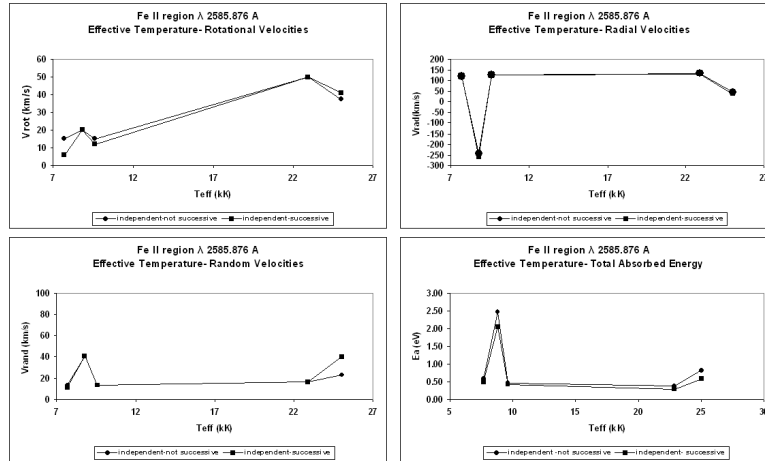 Fe II region λ 2585.876 A
Effective Temperature- Rotational Velocities
Vrot (km/s)
60
50
40
30
20
10
0
7
12
17
22
27
Teff (kK)
independent-not successive
independent-successive
Fe II region λ 2585.876 A
Effective Temperature- Radial Velocities
Vrad(km/s)
200
150
100
50
0
-50
-100
-150
-200
-250
-300
7
12
17
22
27
Teff (kK)
independent-not successive
independent-successive
Fe II region λ 2585.876 A
Effective Temperature- Random Velocities
Vrand (km/s)
100
80
60
40
20
0
7
12
17
22
27
Teff (kK)
independent-not successive
independent-successive
Fe II region λ 2585.876 A
Effective Temperature- Total Absorbed Energy
Ea (eV)
3.00
2.50
2.00
1.50
1.00
0.50
0.00
5
10
15
20
25
30
Teff (kK)
independent -not successive
independent- successive